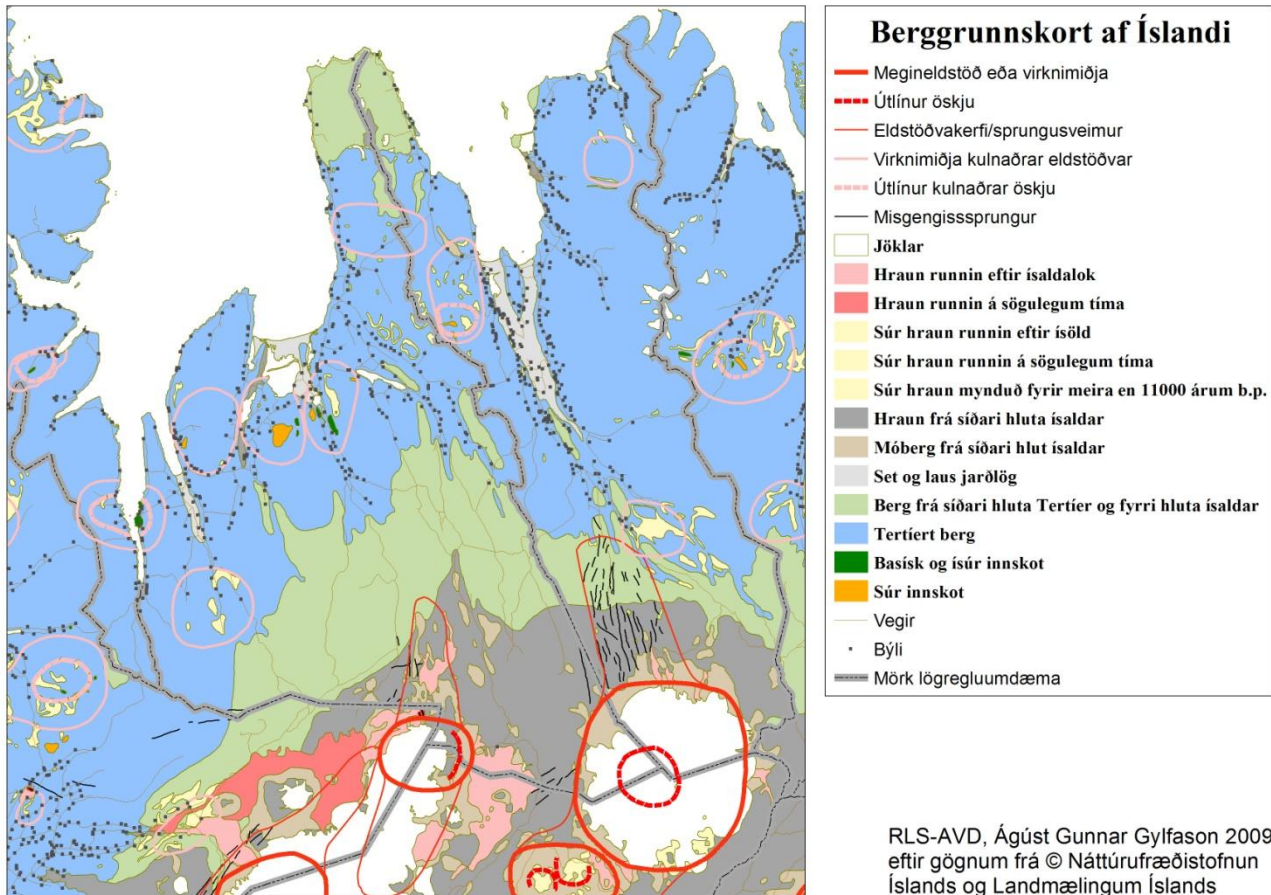 Berggrunnskort af Íslandi
Megineldstöð eða virknimiðja
Útlínur öskju
Eldstöðvakerfi/sprungusveimur
Virknimiðja kulnaðrar eldstöðvar
Útlínur kulnaðrar öskju
Misgengisssprungur
Jöklar
Hraun runnin eftir ísaldalok
Hraun runnin á sögulegum tíma
Súr hraun runnin eftir ísöld
Súr hraun runnin á sögulegum tíma
Súr hraun mynduð fyrir meira en 11000 árum b.p.
Hraun frá síðari hluta ísaldar
Móberg frá síðari hlut ísaldar
Set og laus jarðlög
Berg frá síðari hluta Tertíer og fyrri hluta ísaldar
Tertíert berg
Basísk og ísúr innskot
Súr innskot
Vegir
Býli
Mörk lögregluumdæma
RLS-AVD, Ágúst Gunnar Gylfason 2009
eftir gögnum frá © Náttúrufræðistofnun
Íslands og Landmælingum Íslands